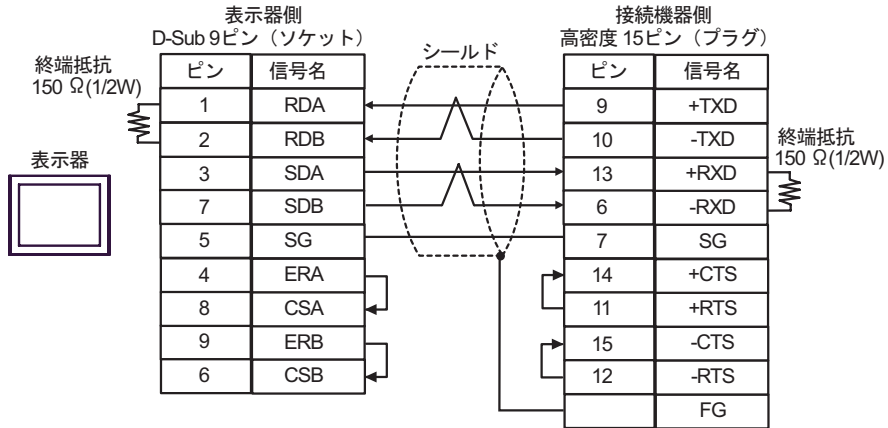 表示器側
D-Sub 9ピン（ソケット）
接続機器側
高密度 15ピン（プラグ）
シールド
終端抵抗
150 Ω(1/2W)
表示器
ピン 信号名
1 RDA
2 RDB
3 SDA
7 SDB
5 SG
4 ERA
8 CSA
9 ERB
6 CSB
ピン 信号名
9 +TXD
10 -TXD
13 +RXD
6 -RXD
7 SG
14 +CTS
11 +RTS
15 -CTS
12 -RTS
FG
終端抵抗
150 Ω(1/2W)